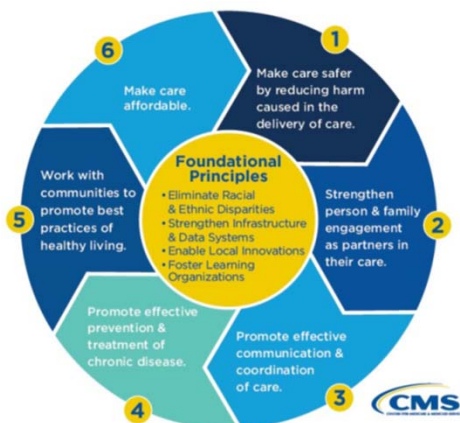 6
1
Make care
affordable.
Make care safer
by reducing harm
caused in the
delivery of care.
Foundational
Principles
• Eliminate Racial
& Ethnic Disparities
• Strengthen Infrastructure
& Data Systems
• Enable Local Innovations
• Foster Learning
Organizations
Work with
communities to
promote best
practices of
healthy living.
5
Strengthen
person & family
engagement
as partners in
their care.
2
Promote effective
prevention &
treatment of
chronic disease.
4
Promote effective
communication &
coordination
of care.
3
CMS